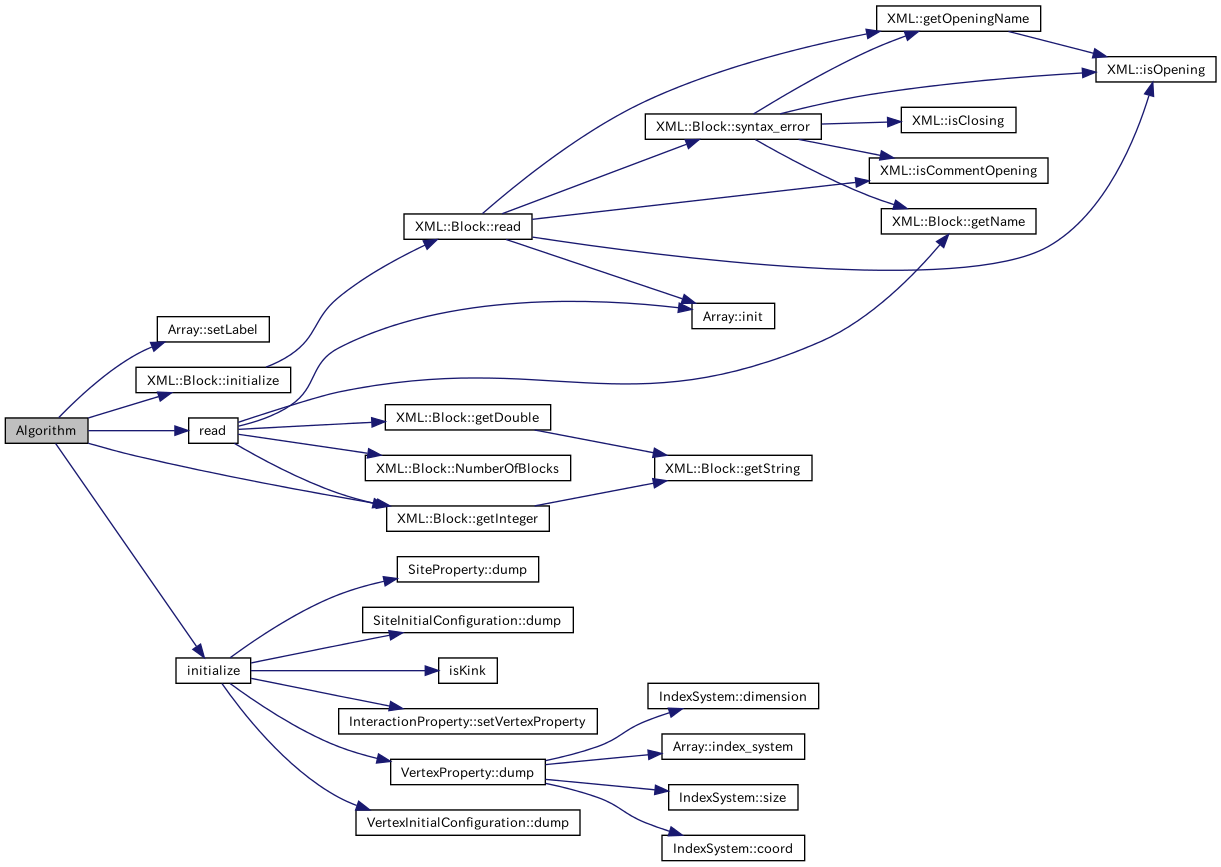 XML::getOpeningName
XML::isOpening
XML::isClosing
XML::Block::syntax_error
XML::isCommentOpening
XML::Block::getName
XML::Block::read
Array::init
Array::setLabel
XML::Block::initialize
XML::Block::getDouble
Algorithm
read
XML::Block::NumberOfBlocks
XML::Block::getString
XML::Block::getInteger
SiteProperty::dump
SiteInitialConfiguration::dump
initialize
isKink
IndexSystem::dimension
InteractionProperty::setVertexProperty
Array::index_system
VertexProperty::dump
IndexSystem::size
VertexInitialConfiguration::dump
IndexSystem::coord